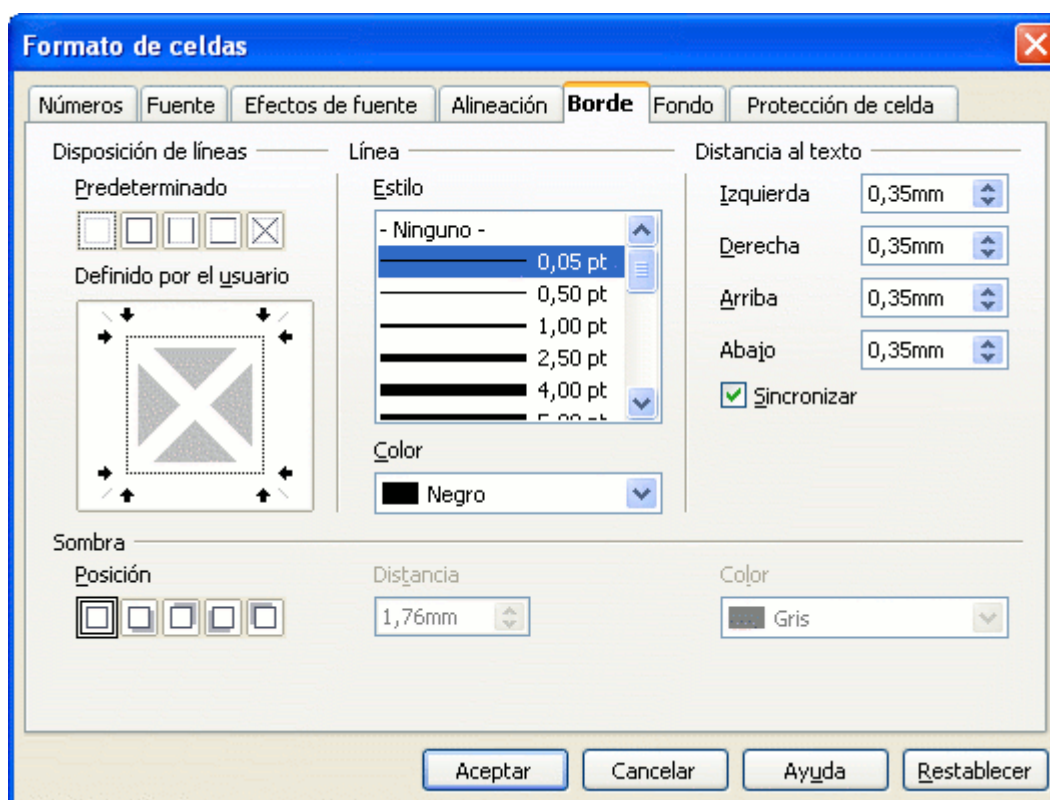 Formato de celdas
Números Fuente Efectos de fuente Alineación Borde Fondo Protección de celda
Disposición de líneas
Predeterminado
Definido por el usuario
Línea
Estilo
- Ninguno -
0,05 pt
0,50 pt
1,00 pt
2,50 pt
4,00 pt
Color
Negro
Distancia al texto
Izquierda 0,35mm
Derecha 0,35mm
Arriba 0,35mm
Abajo 0,35mm
Sincronizar
Sombra
Posición
Distancia
1,76mm
Color
Gris
Aceptar Cancelar Ayuda Restablecer